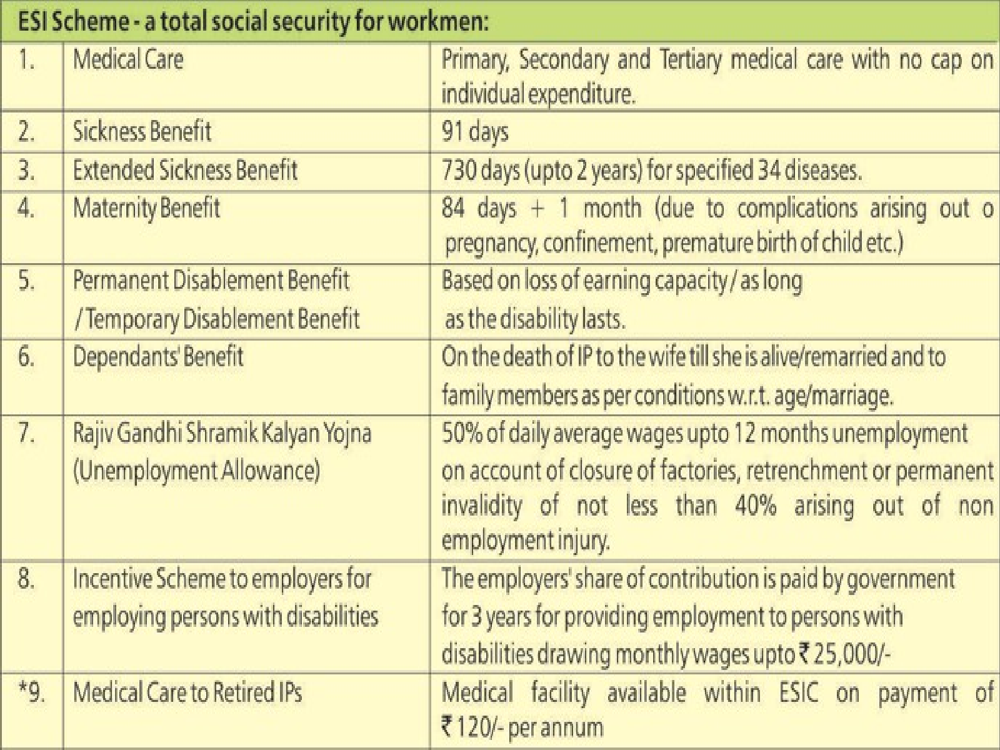 ESI Scheme - a total social security for workmen:
1. Medical Care Primary, Secondary and Tertiary medical care with no cap on
individual expenditure.
2. Sickness Benefit 91 days
3. Extended Sickness Benefit 730 days (upto 2 years) for specified 34 diseases.
4. Maternity Benefit 84 days + 1 month (due to complications arising out o
pregnancy, confinement, premature birth of child etc.)
5. Permanent Disablement Benefit Based on loss of earning capacity / as long
/ Temporary Disablement Benefit as the disability lasts.
6. Dependants' Benefit On the death of IP to the wife till she is alive/remarried and to
family members as per conditions w.r.t. age/marriage.
7. Rajiv Gandhi Shramik Kalyan Yojna 50% of daily average wages upto 12 months unemployment
(Unemployment Allowance) on account of closure of factories, retrenchment or permanent
invalidity of not less than 40% arising out of non
employment injury.
8. Incentive Scheme to employers for The employers' share of contribution is paid by government
employing persons with disabilities for 3 years for providing employment to persons with
disabilities drawing monthly wages upto ₹ 25,000/-
*9. Medical Care to Retired IPs Medical facility available within ESIC on payment of
₹ 120/- per annum